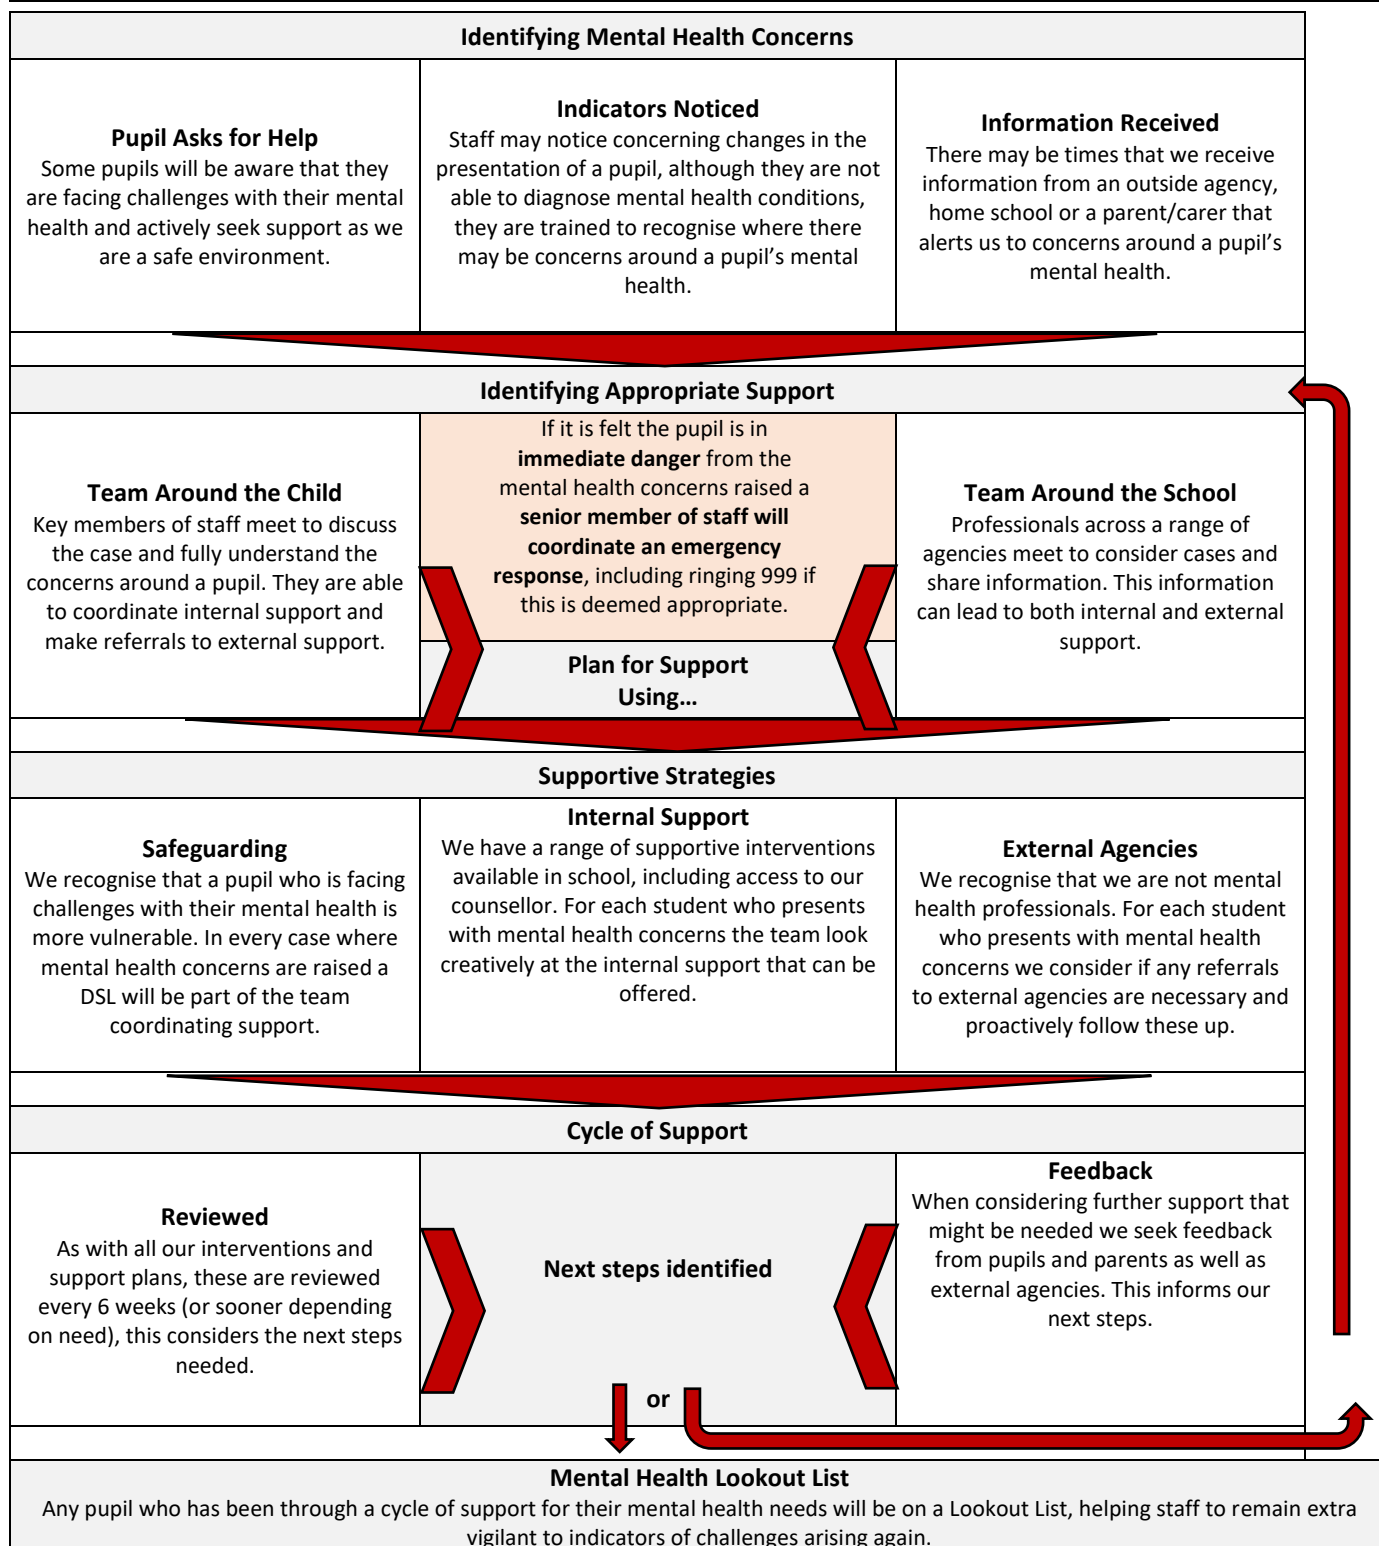 Identifying Mental Health Concerns
Pupil Asks for Help
Some pupils will be aware that they
are facing challenges with their mental
health and actively seek support as we
are a safe environment.
Indicators Noticed
Staff may notice concerning changes in the
presentation of a pupil, although they are not
able to diagnose mental health conditions,
they are trained to recognise where there
may be concerns around a pupil's mental
health.
Information Received
There may be times that we receive
information from an outside agency,
home school or a parent/carer that
alerts us to concerns around a pupil's
mental health.
Identifying Appropriate Support
Team Around the Child
Key members of staff meet to discuss
the case and fully understand the
concerns around a pupil. They are able
to coordinate internal support and
make referrals to external support.
If it is felt the pupil is in
immediate danger from the
mental health concerns raised a
senior member of staff will
coordinate an emergency
response, including ringing 999 if
this is deemed appropriate.
Plan for Support
Using…
Team Around the School
Professionals across a range of
agencies meet to consider cases and
share information. This information
can lead to both internal and external
support.
Supportive Strategies
Safeguarding
We recognise that a pupil who is facing
challenges with their mental health is
more vulnerable. In every case where
mental health concerns are raised a
DSL will be part of the team
coordinating support.
Internal Support
We have a range of supportive interventions
available in school, including access to our
counsellor. For each student who presents
with mental health concerns the team look
creatively at the internal support that can be
offered.
External Agencies
We recognise that we are not mental
health professionals. For each student
who presents with mental health
concerns we consider if any referrals
to external agencies are necessary and
proactively follow these up.
Cycle of Support
Reviewed
As with all our interventions and
support plans, these are reviewed
every 6 weeks (or sooner depending
on need), this considers the next steps
needed.
Next steps identified
or
Feedback
When considering further support that
might be needed we seek feedback
from pupils and parents as well as
external agencies. This informs our
next steps.
Mental Health Lookout List
Any pupil who has been through a cycle of support for their mental health needs will be on a Lookout List, helping staff to remain extra
vigilant to indicators of challenges arising again.